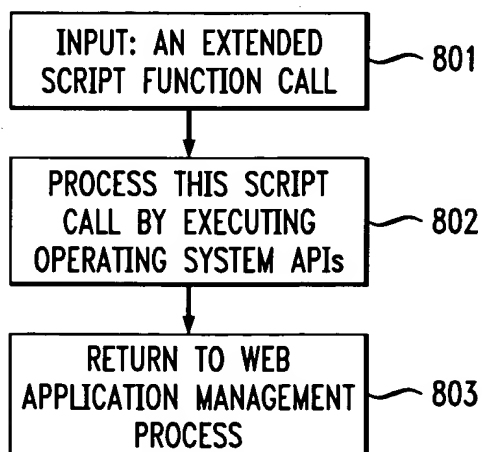 INPUT: AN EXTENDED
SCRIPT FUNCTION CALL
801
PROCESS THIS SCRIPT
CALL BY EXECUTING
OPERATING SYSTEM APIs
802
RETURN TO WEB
APPLICATION MANAGEMENT
PROCESS
803